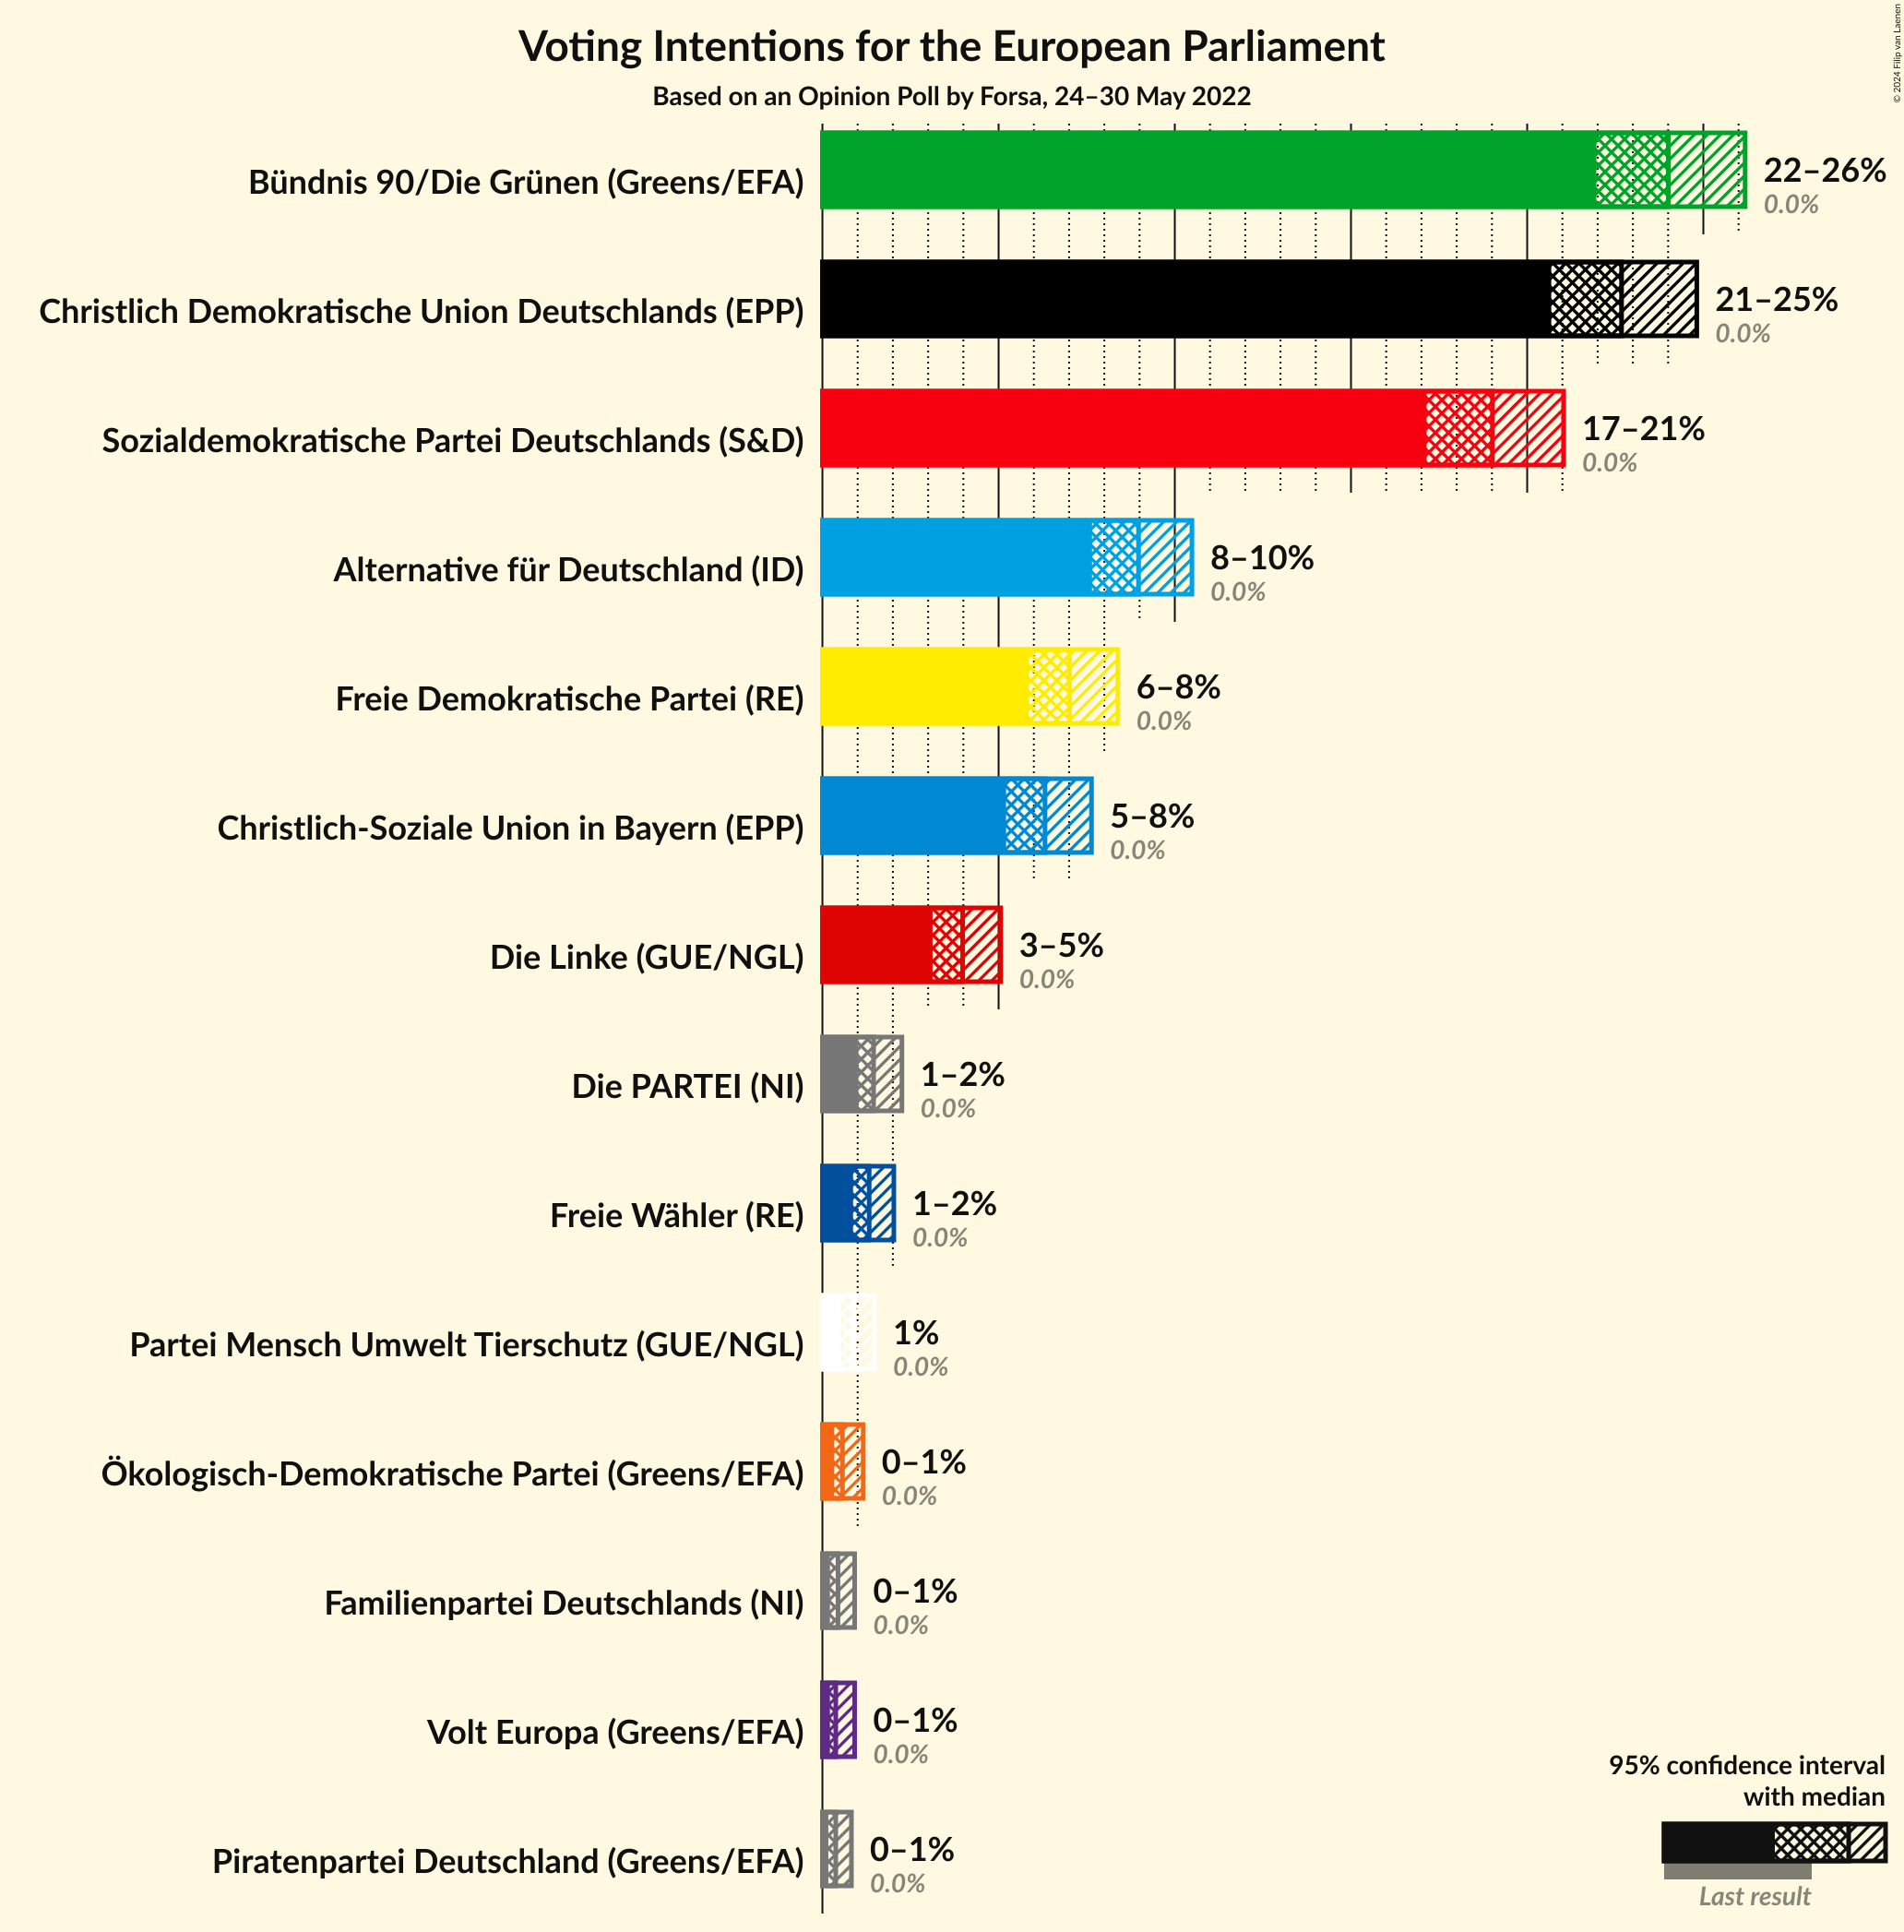 Voting Intentions for the European Parliament
Based on an Opinion Poll by Forsa, 24–30 May 2022
© 2024 Filip van Laenen
Bündnis 90/Die Grünen (Greens/EFA)
22–26%
0.0%
Christlich Demokratische Union Deutschlands (EPP)
21–25%
0.0%
Sozialdemokratische Partei Deutschlands (S&D)
17–21%
0.0%
Alternative für Deutschland (ID)
8–10%
0.0%
Freie Demokratische Partei (RE)
6–8%
0.0%
Christlich-Soziale Union in Bayern (EPP)
5–8%
0.0%
Die Linke (GUE/NGL)
3–5%
0.0%
Die PARTEI (NI)
1–2%
0.0%
Freie Wähler (RE)
1–2%
0.0%
Partei Mensch Umwelt Tierschutz (GUE/NGL)
1%
0.0%
Ökologisch-Demokratische Partei (Greens/EFA)
0–1%
0.0%
Familienpartei Deutschlands (NI)
0–1%
0.0%
Volt Europa (Greens/EFA)
0–1%
0.0%
Piratenpartei Deutschland (Greens/EFA)
0–1%
0.0%
95% confidence interval
with median
Last result